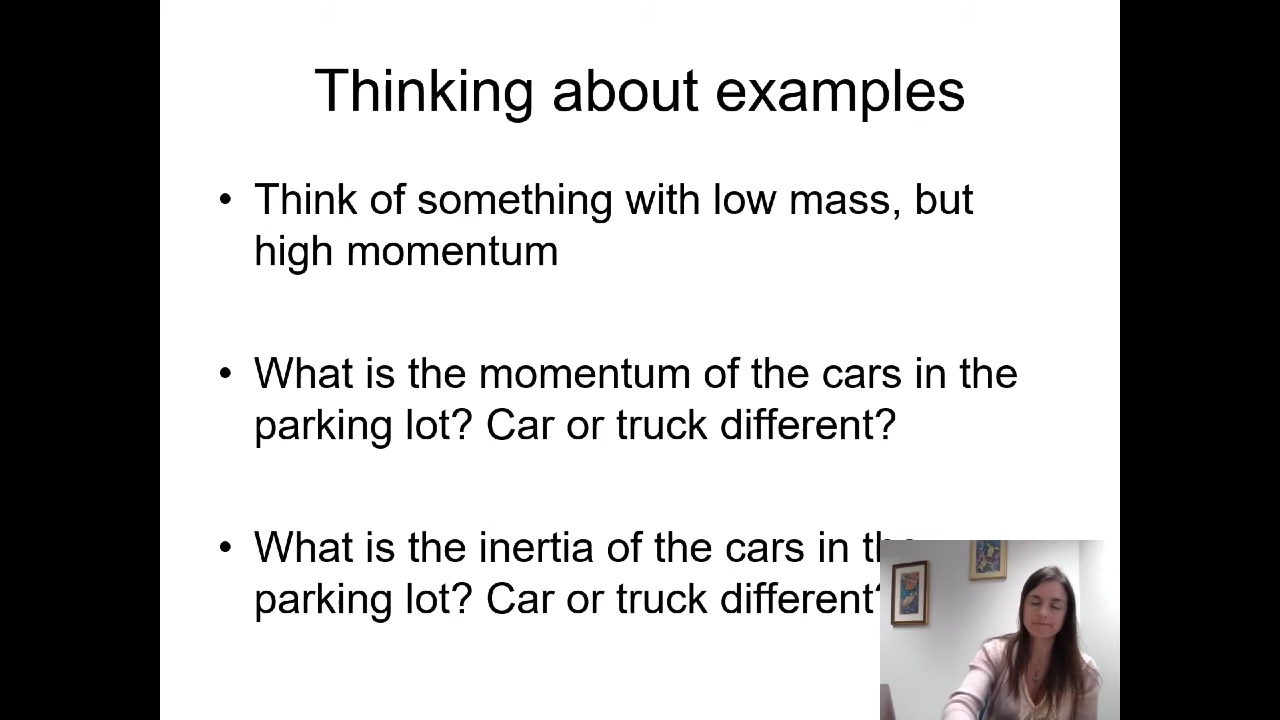 Thinking about examples
• Think of something with low mass, but
high momentum
• What is the momentum of the cars in the
parking lot? Car or truck different?
• What is the inertia of the cars in the
parking lot? Car or truck different?